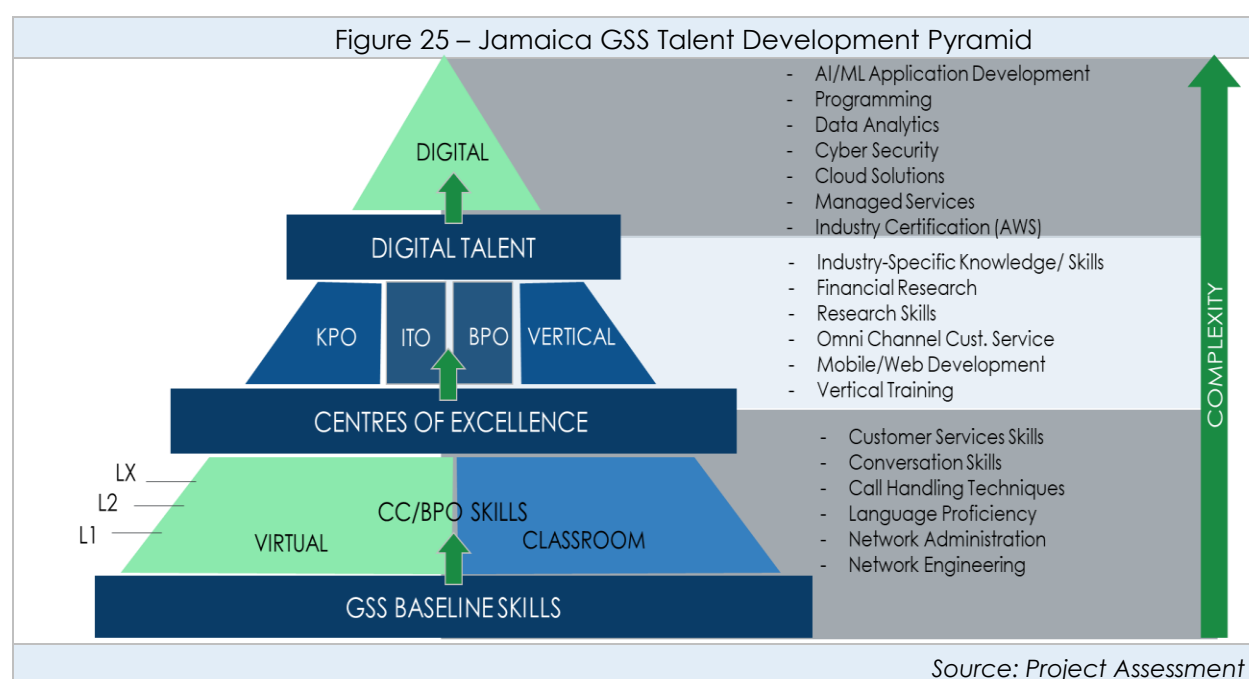 Figure 25 – Jamaica GSS Talent Development Pyramid
DIGITAL
DIGITAL TALENT
KPO
ITO
BPO
VERTICAL
CENTRES OF EXCELLENCE
LX
L2
L1
CC/BPO SKILLS
VIRTUAL
CLASSROOM
GSS BASELINE SKILLS
- AI/ML Application Development
- Programming
- Data Analytics
- Cyber Security
- Cloud Solutions
- Managed Services
- Industry Certification (AWS)
- Industry-Specific Knowledge/ Skills
- Financial Research
- Research Skills
- Omni Channel Cust. Service
- Mobile/Web Development
- Vertical Training
- Customer Services Skills
- Conversation Skills
- Call Handling Techniques
- Language Proficiency
- Network Administration
- Network Engineering
COMPLEXITY
Source: Project Assessment